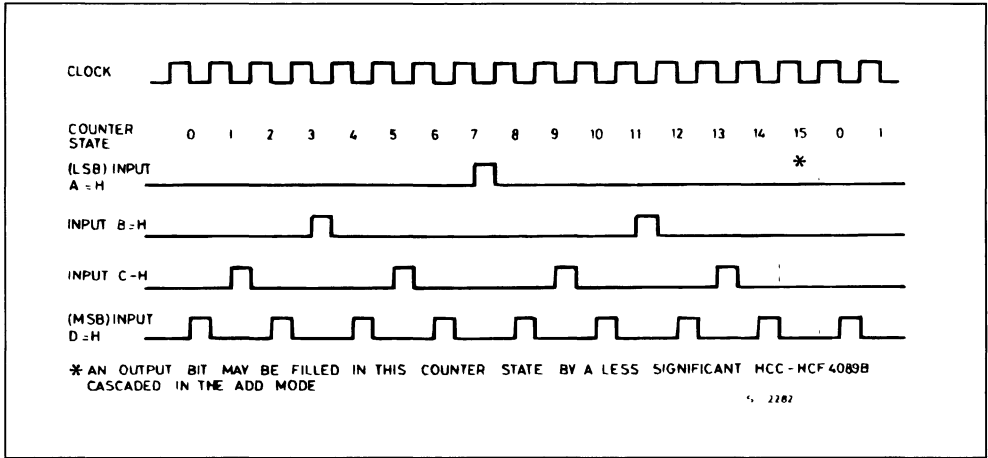 CLOCK
COUNTER
STATE
0 1 2 3 4 5 6 7 8 9 10 11 12 13 14 15 0 1
(LSB) INPUT
A = H
*
INPUT B = H
INPUT C - H
(MSB) INPUT
D = H
* AN OUTPUT BIT MAY BE FILLED IN THIS COUNTER STATE BY A LESS SIGNIFICANT HCC - HCF 4089B
CASCADED IN THE ADD MODE
2282